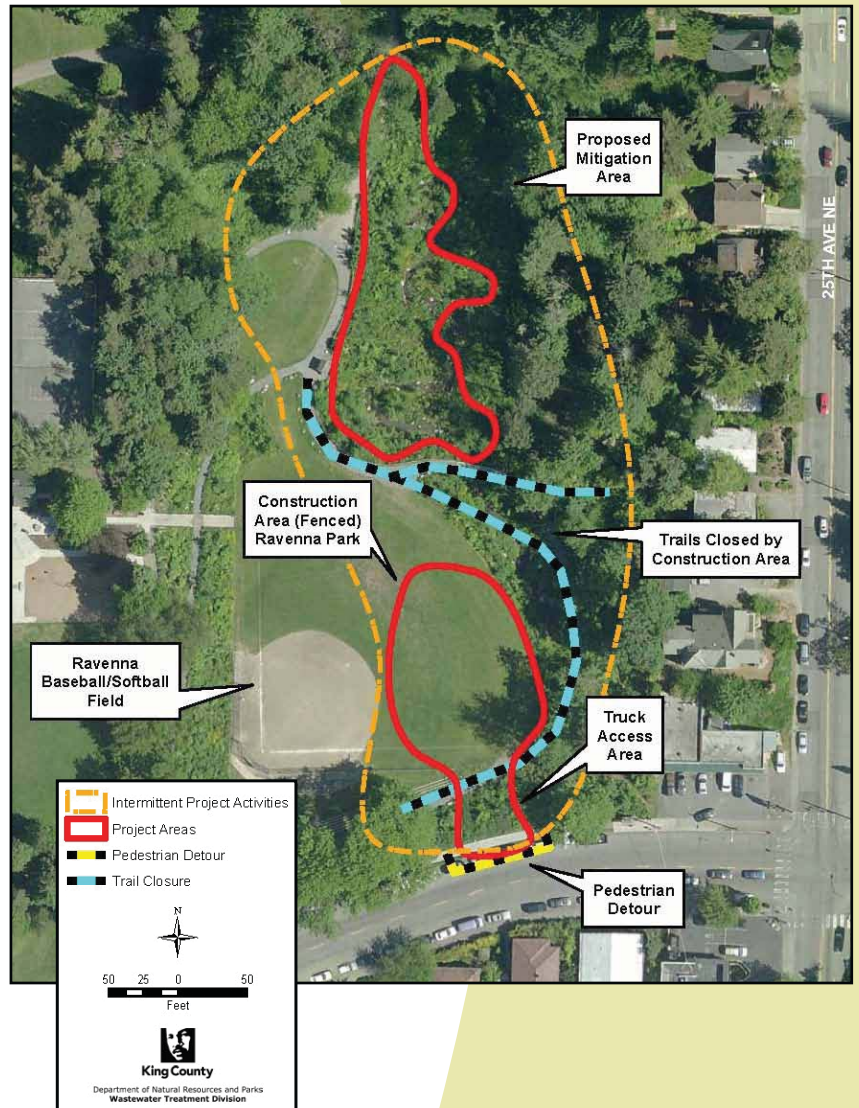 Proposed
Mitigation
Area
25TH AVE NE
Construction
Area (Fenced)
Ravenna Park
Trails Closed by
Construction Area
Ravenna
Baseball/Softball
Field
Truck
Access
Area
Pedestrian
Detour
Intermittent Project Activities
Project Areas
Pedestrian Detour
Trail Closure
N
50 25 0 50
Feet
King County
Department of Natural Resources and Parks
Wastewater Treatment Division